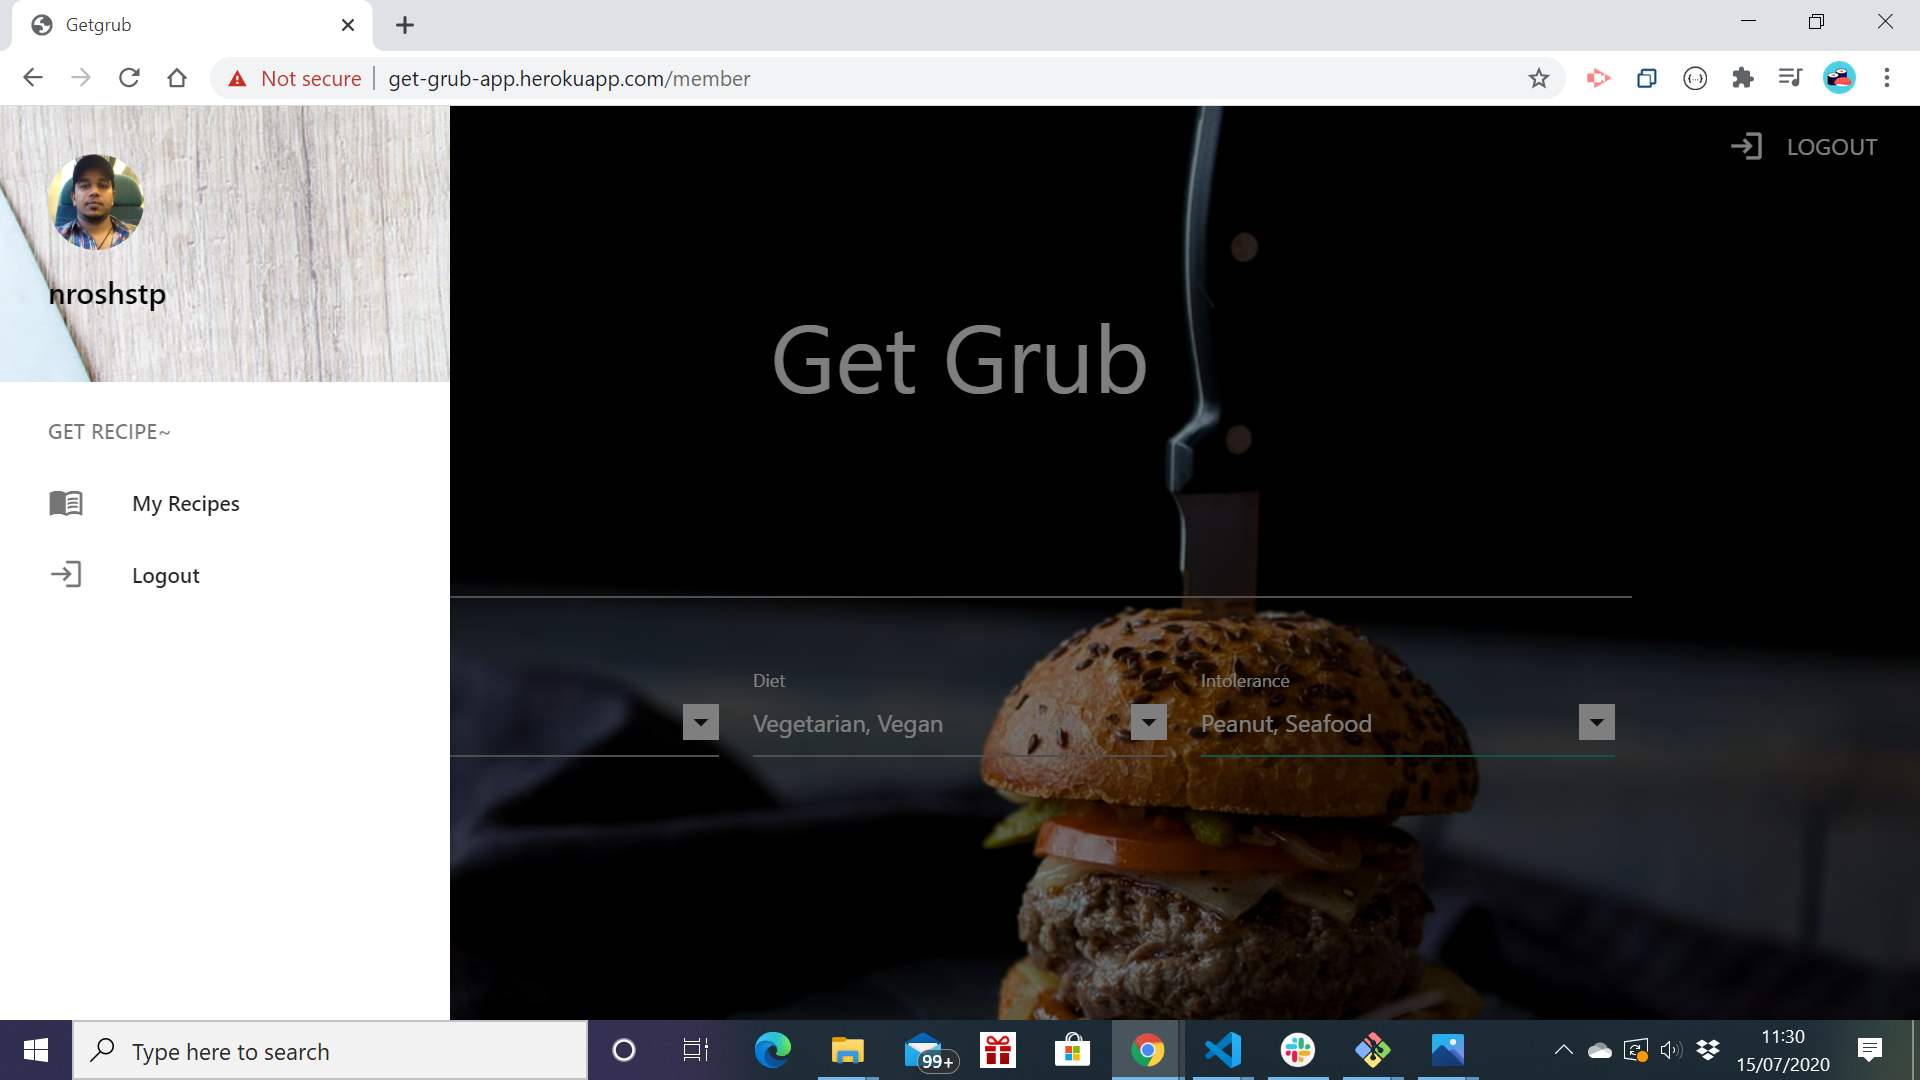 Getgrub
Not secure
get-grub-app.herokuapp.com/member
nroshstp
GET RECIPE~
My Recipes
Logout
LOGOUT
Get Grub
Diet
Vegetarian, Vegan
Intolerance
Peanut, Seafood
Type here to search
99+
11:30
15/07/2020